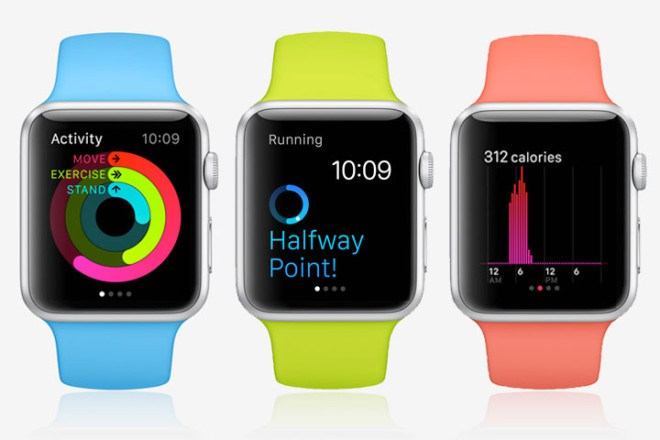 Activity 10:09
MOVE
EXERCISE
STAND
Running
10:09
Halfway
Point!
312 calories
12 6 12 6
AM PM